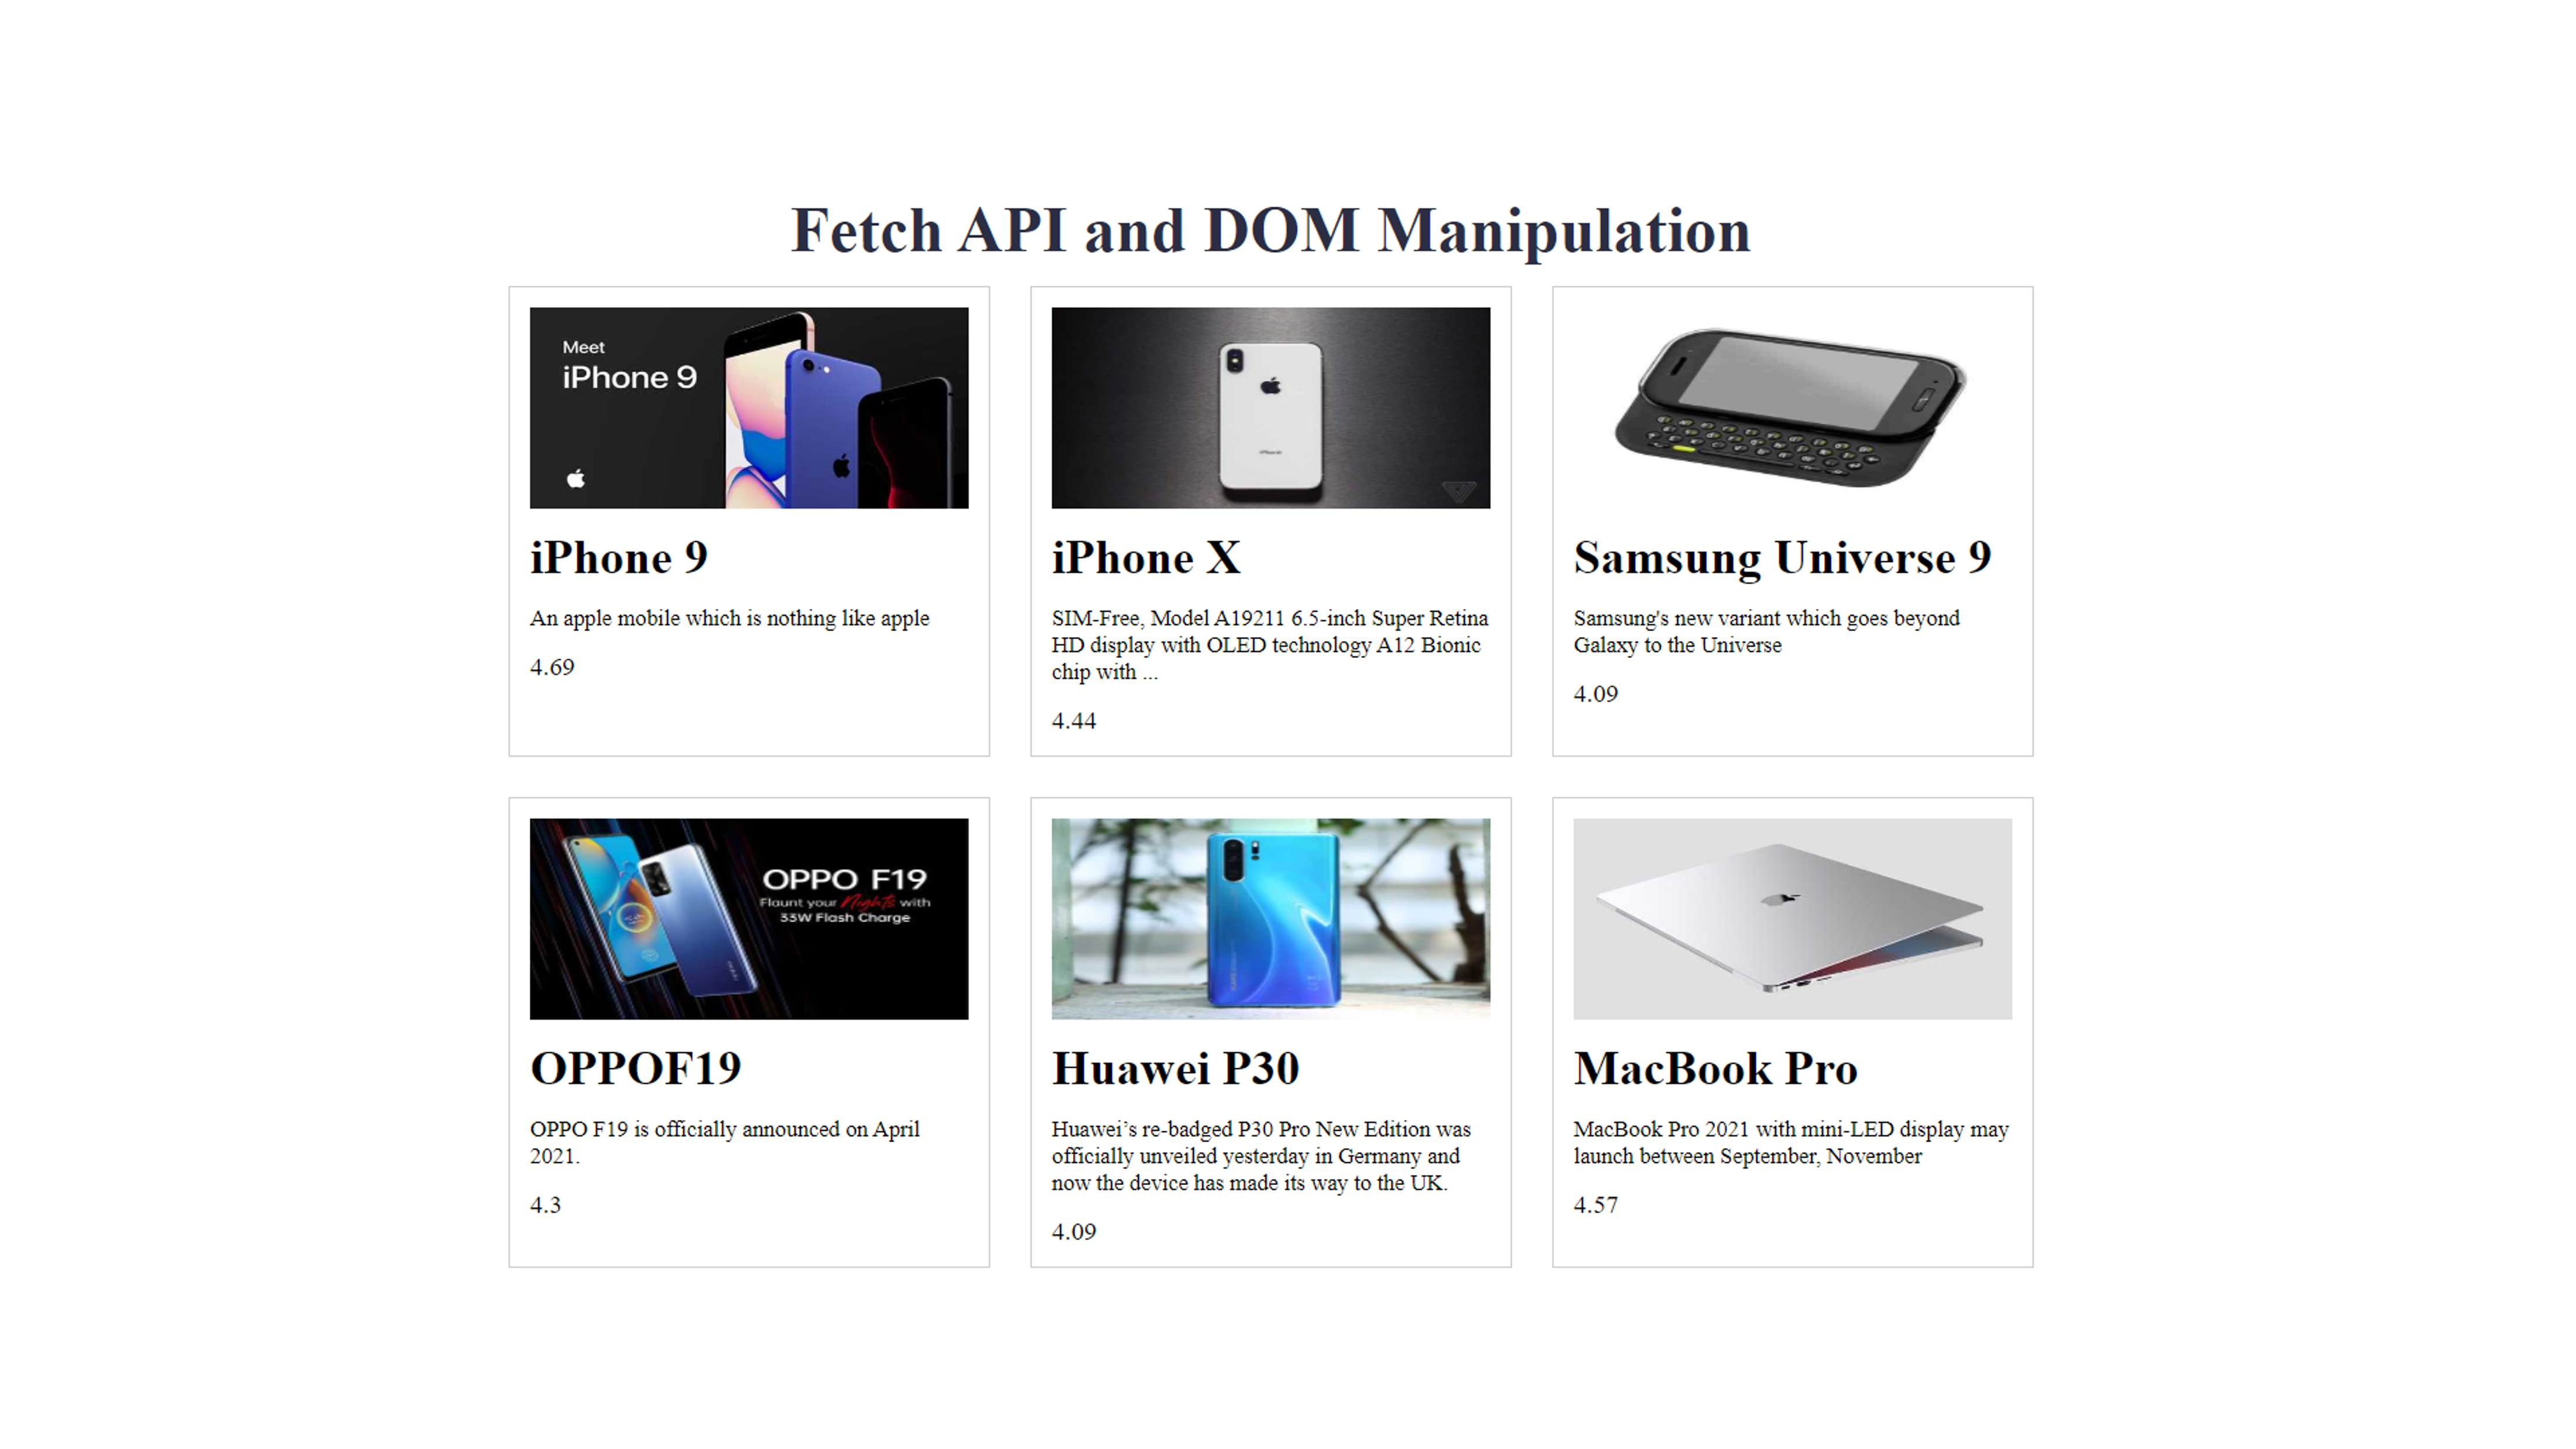 Fetch API and DOM Manipulation
Meet
iPhone 9
iPhone 9
An apple mobile which is nothing like apple
4.69
iPhone X
SIM-Free, Model A19211 6.5-inch Super Retina
HD display with OLED technology A12 Bionic
chip with ...
4.44
Samsung Universe 9
Samsung's new variant which goes beyond
Galaxy to the Universe
4.09
OPPO F19
Flaunt your Nights with
33W Flash Charge
OPPOF19
OPPO F19 is officially announced on April
2021.
4.3
Huawei P30
Huawei’s re-badged P30 Pro New Edition was
officially unveiled yesterday in Germany and
now the device has made its way to the UK.
4.09
MacBook Pro
MacBook Pro 2021 with mini-LED display may
launch between September, November
4.57